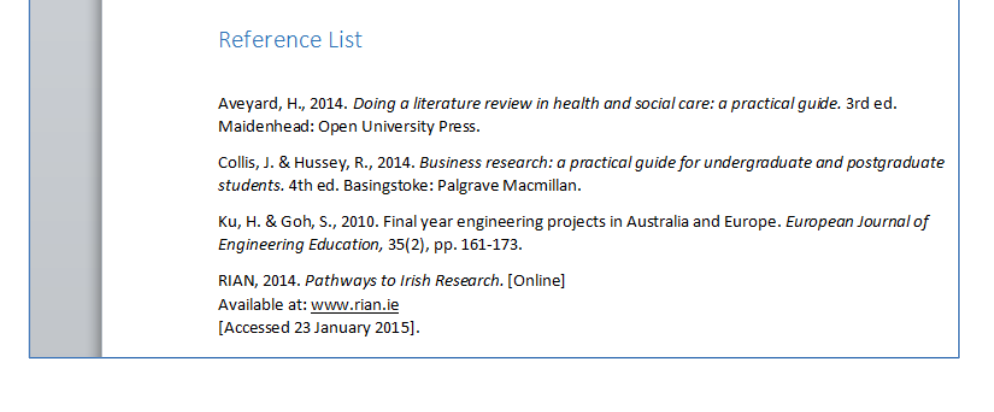 Reference List
Aveyard, H., 2014. Doing a literature review in health and social care: a practical guide. 3rd ed.
Maidenhead: Open University Press.
Collis, J. & Hussey, R., 2014. Business research: a practical guide for undergraduate and postgraduate
students. 4th ed. Basingstoke: Palgrave Macmillan.
Ku, H. & Goh, S., 2010. Final year engineering projects in Australia and Europe. European Journal of
Engineering Education, 35(2), pp. 161-173.
RIAN, 2014. Pathways to Irish Research. [Online]
Available at: www.rian.ie
[Accessed 23 January 2015].